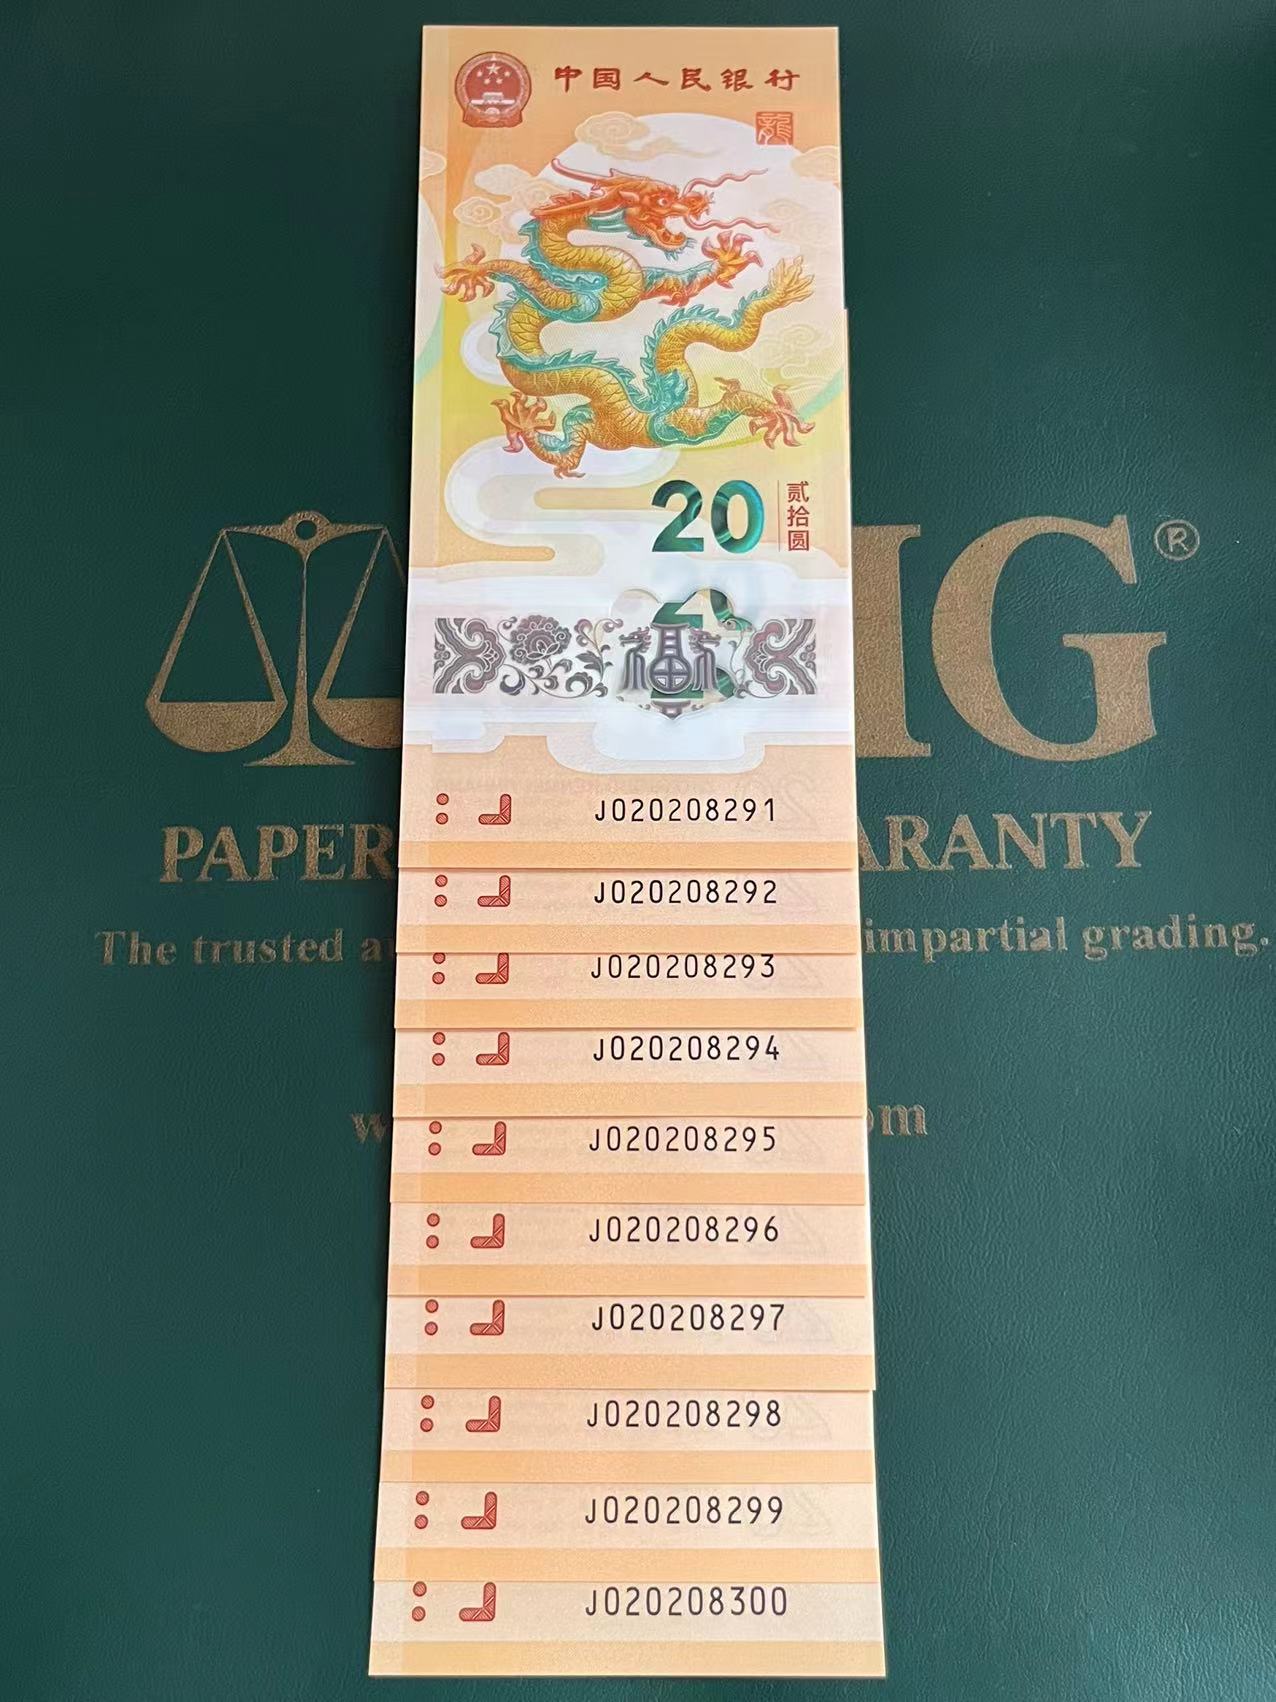 中国人民银行
龍
20
贰拾圆
福
MG®
PAPER ARANTY
The trusted a impartial grading.
w om
J020208291
J020208292
J020208293
J020208294
J020208295
J020208296
J020208297
J020208298
J020208299
J020208300